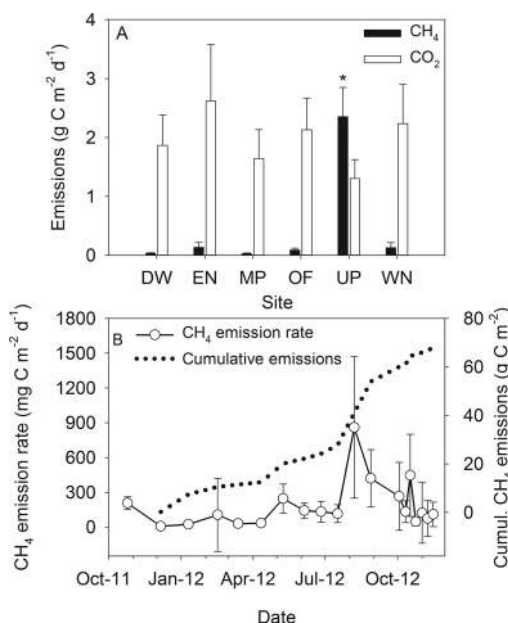 A
CH4
CO2
Emissions (g C m-2 d-1)
4
3
2
1
0
*
DW EN MP OF UP WN
Site
B
CH4 emission rate
Cumulative emissions
CH4 emission rate (mg C m-2 d-1)
1800
1500
1200
900
600
300
0
80
60
40
20
0
Cumul. CH4 emissions (g C m-2)
Oct-11 Jan-12 Apr-12 Jul-12 Oct-12
Date